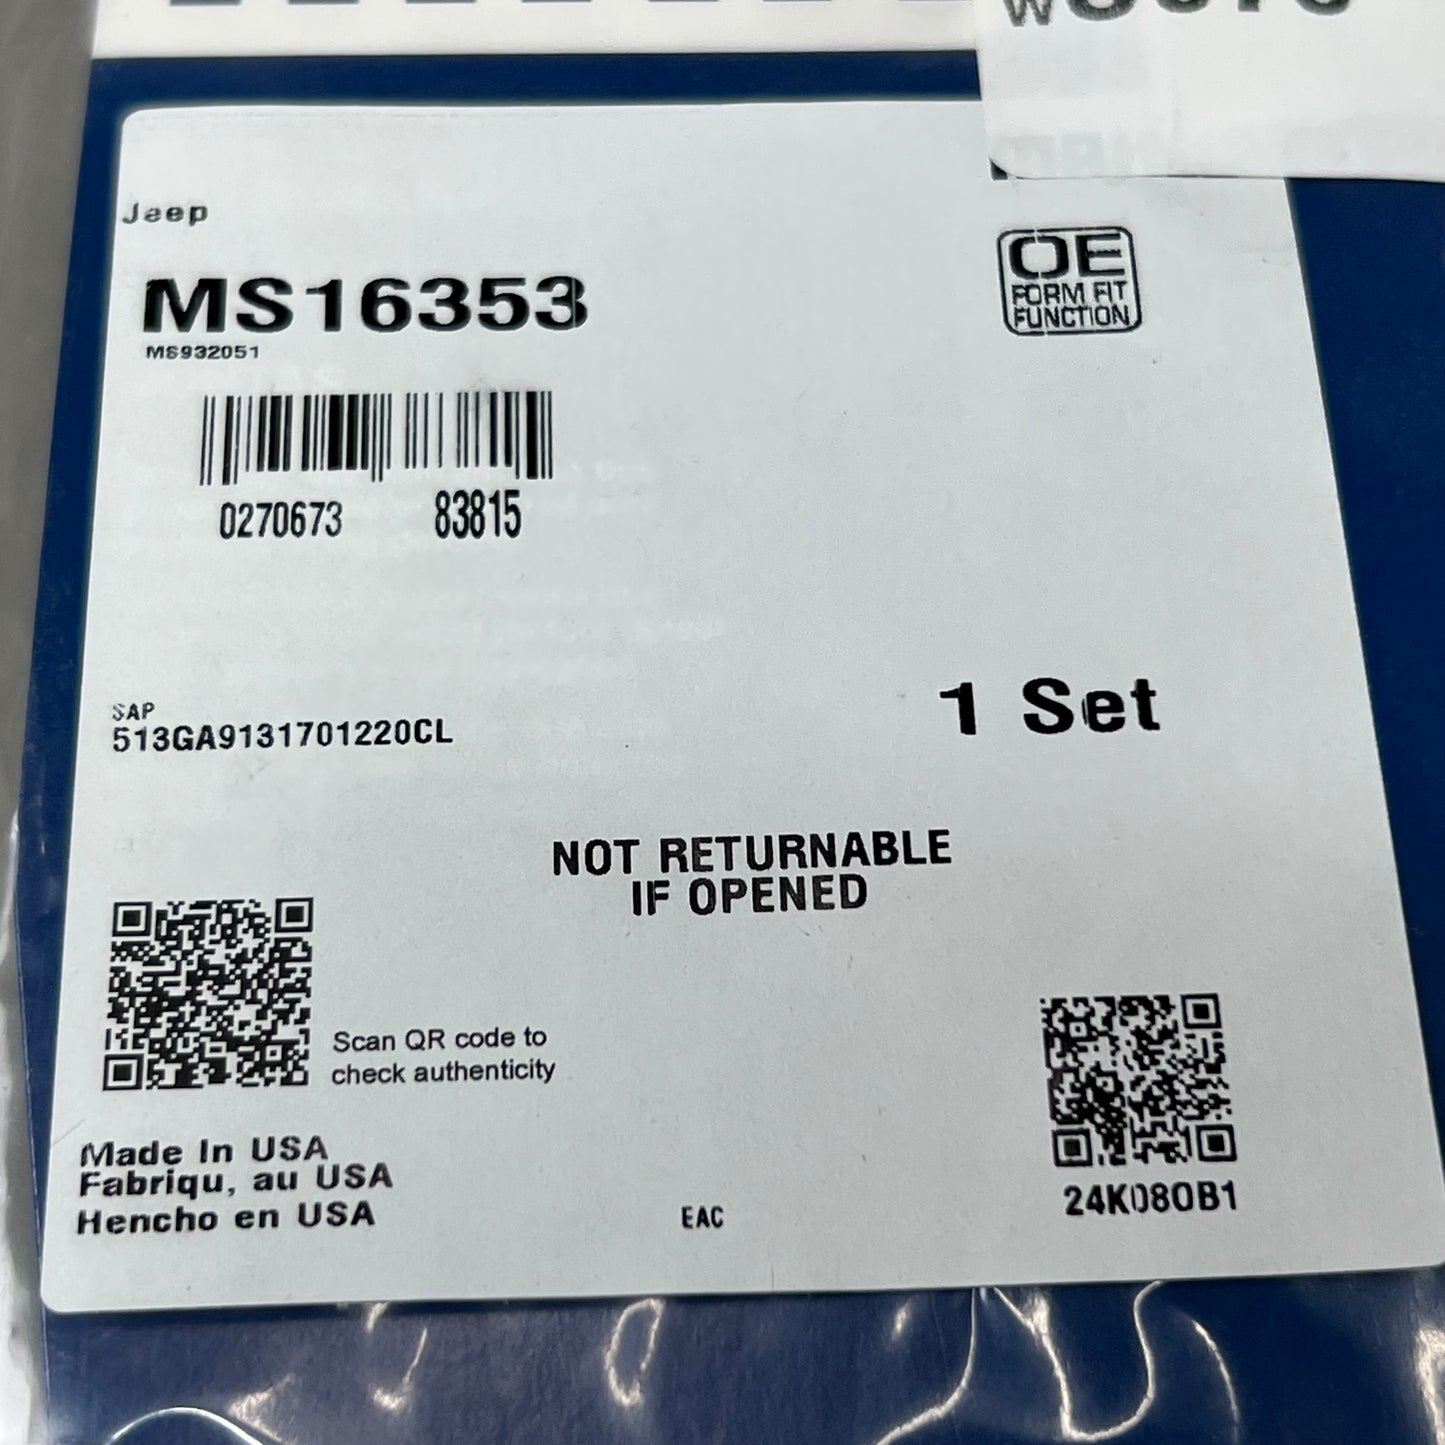 Jeep
MS16353
MS932051
OE
FORM FIT
FUNCTION
0270673 83815
SAP
513GA9131701220CL
1 Set
NOT RETURNABLE
IF OPENED
Scan QR code to
check authenticity
Made In USA
Fabriqu, au USA
Hencho en USA
EAC
24K080B1